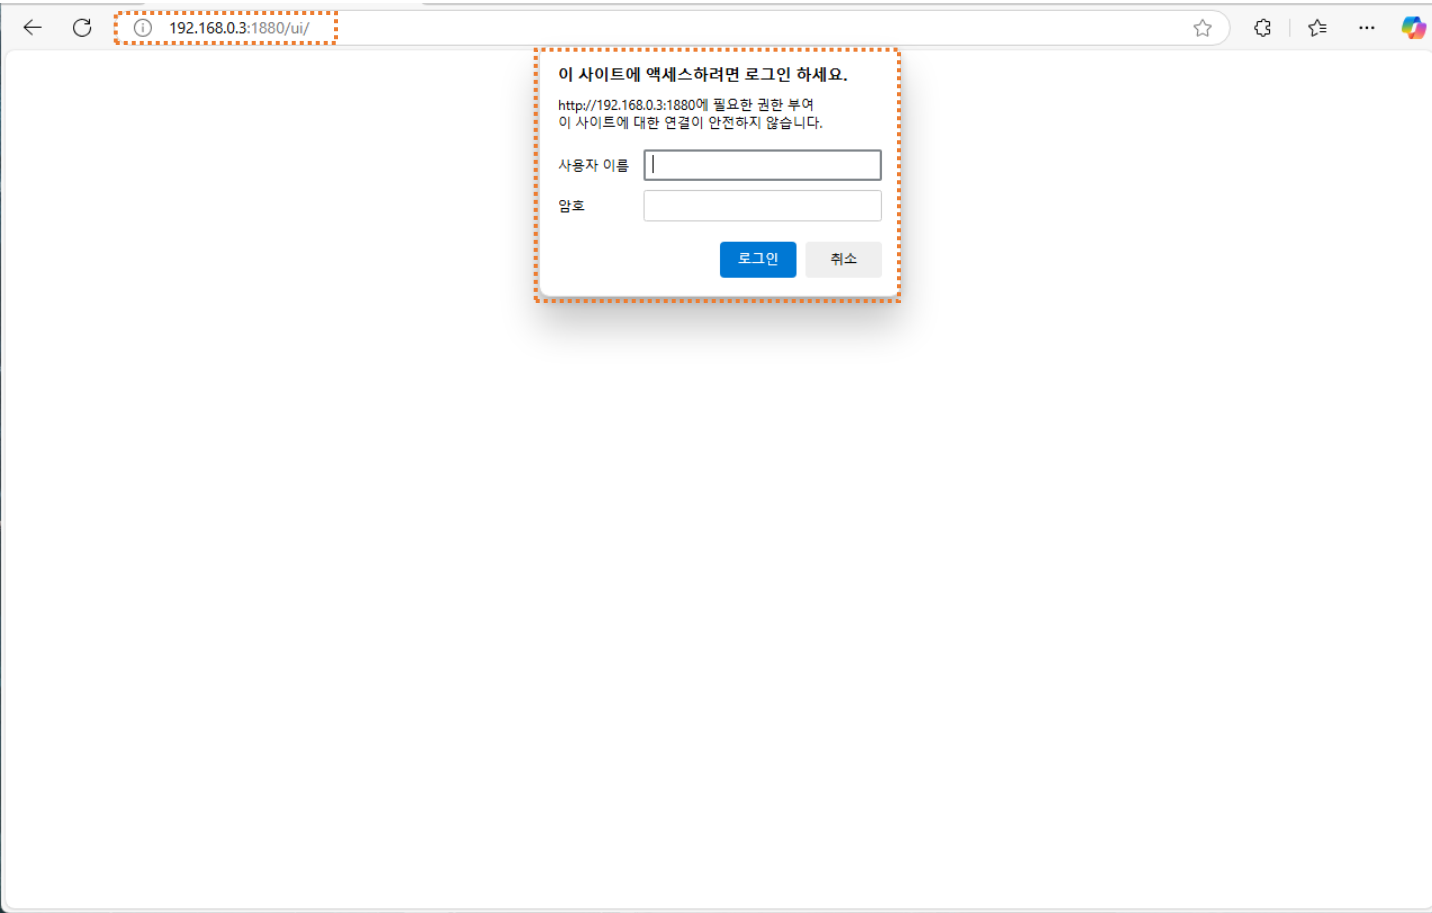 192.168.0.3:1880/ui/
이 사이트에 액세스하려면 로그인 하세요.
http://192.168.0.3:1880에 필요한 권한 부여
이 사이트에 대한 연결이 안전하지 않습니다.
사용자 이름
암호
로그인 취소